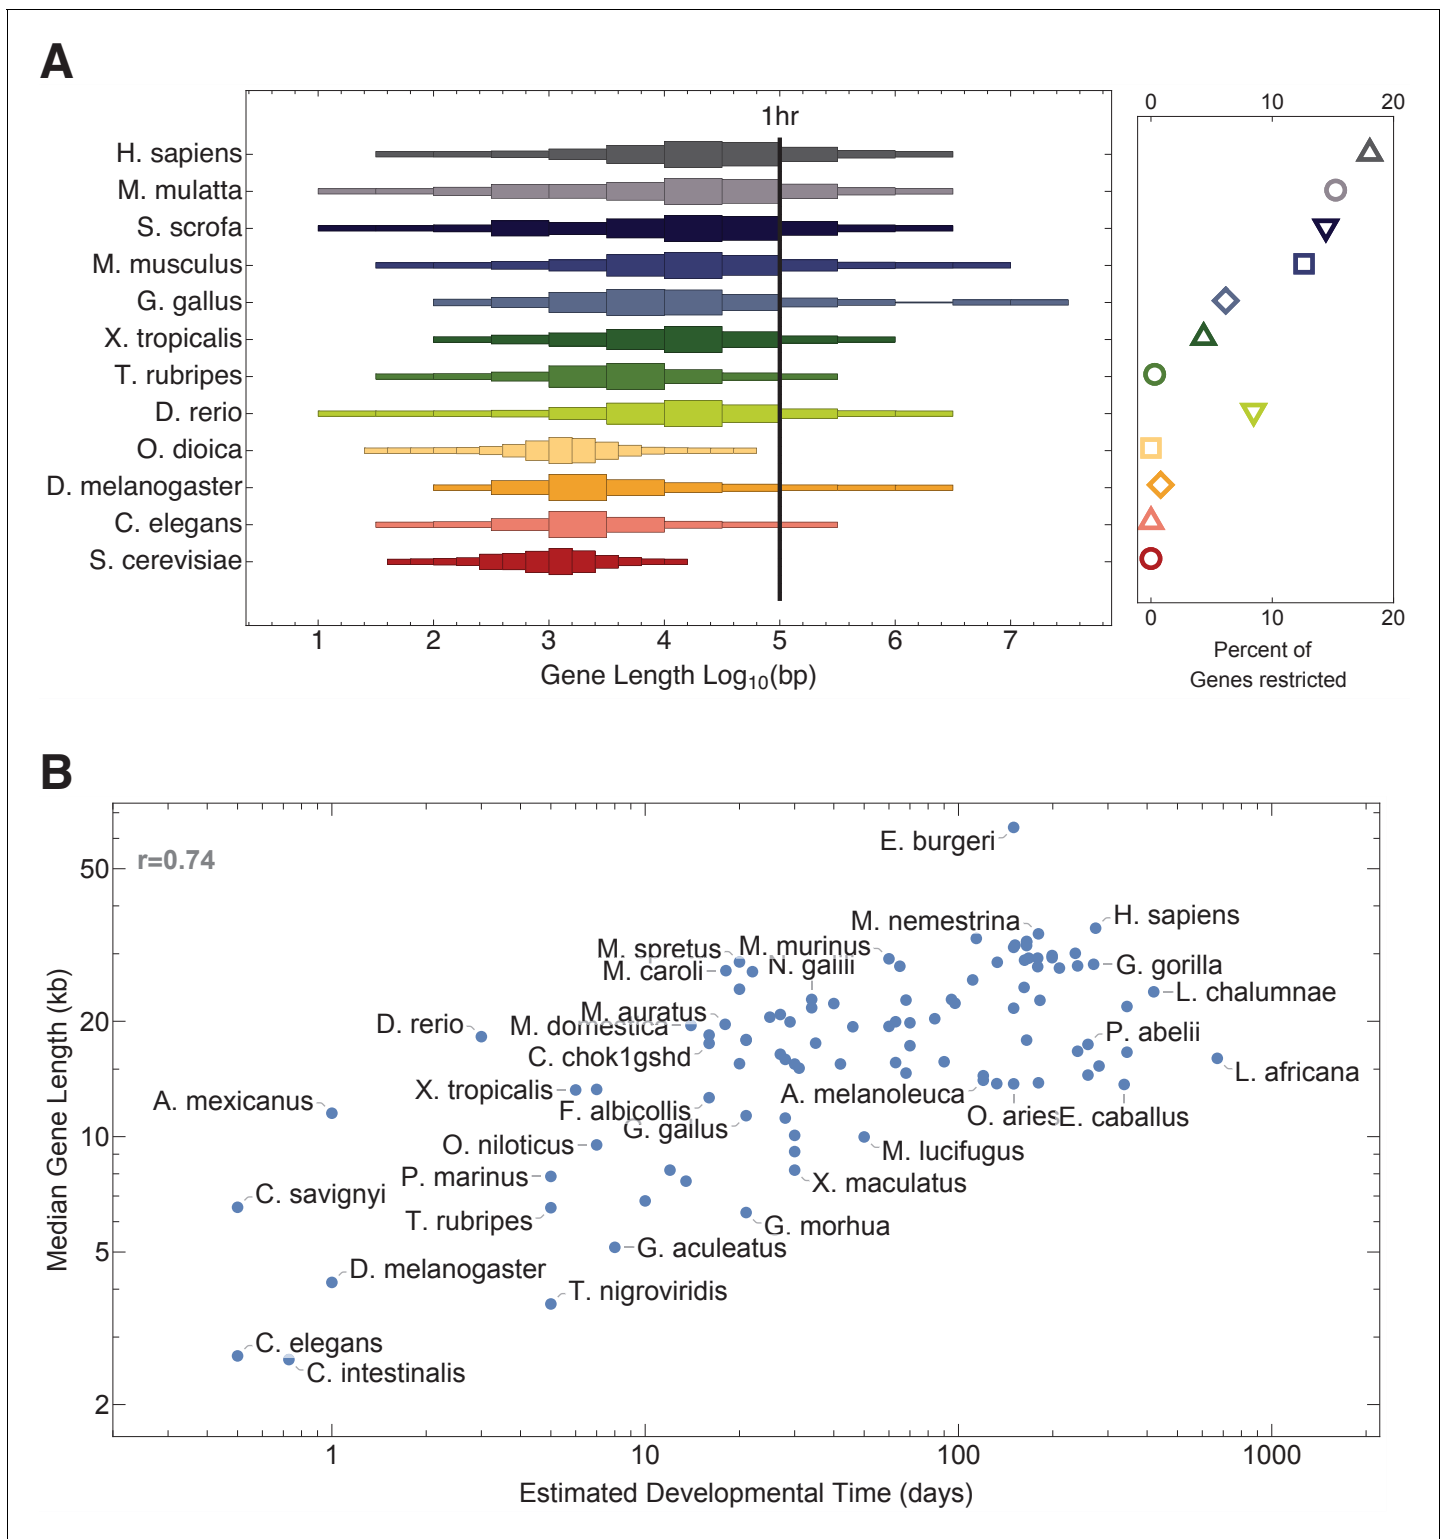 A
1hr
0 10 20
H. sapiens
M. mulatta
S. scrofa
M. musculus
G. gallus
X. tropicalis
T. rubripes
D. rerio
O. dioica
D. melanogaster
C. elegans
S. cerevisiae
0 10 20
1 2 3 4 5 6 7
Gene Length Log10(bp)
Percent of
Genes restricted
B
r=0.74
50
20
10
5
2
Median Gene Length (kb)
E. burgeri
H. sapiens
M. nemestrina
M. spretus
M. murinus
M. caroli
N. galili
G. gorilla
L. chalumnae
M. auratus
D. rerio
M. domestica
P. abelii
C. chok1gshd
L. africana
X. tropicalis
A. melanoleuca
A. mexicanus
F. albicollis
O. aries
E. caballus
G. gallus
O. niloticus
M. lucifugus
P. marinus
X. maculatus
C. savignyi
T. rubripes
G. morhua
G. aculeatus
D. melanogaster
T. nigroviridis
C. elegans
C. intestinalis
1 10 100 1000
Estimated Developmental Time (days)